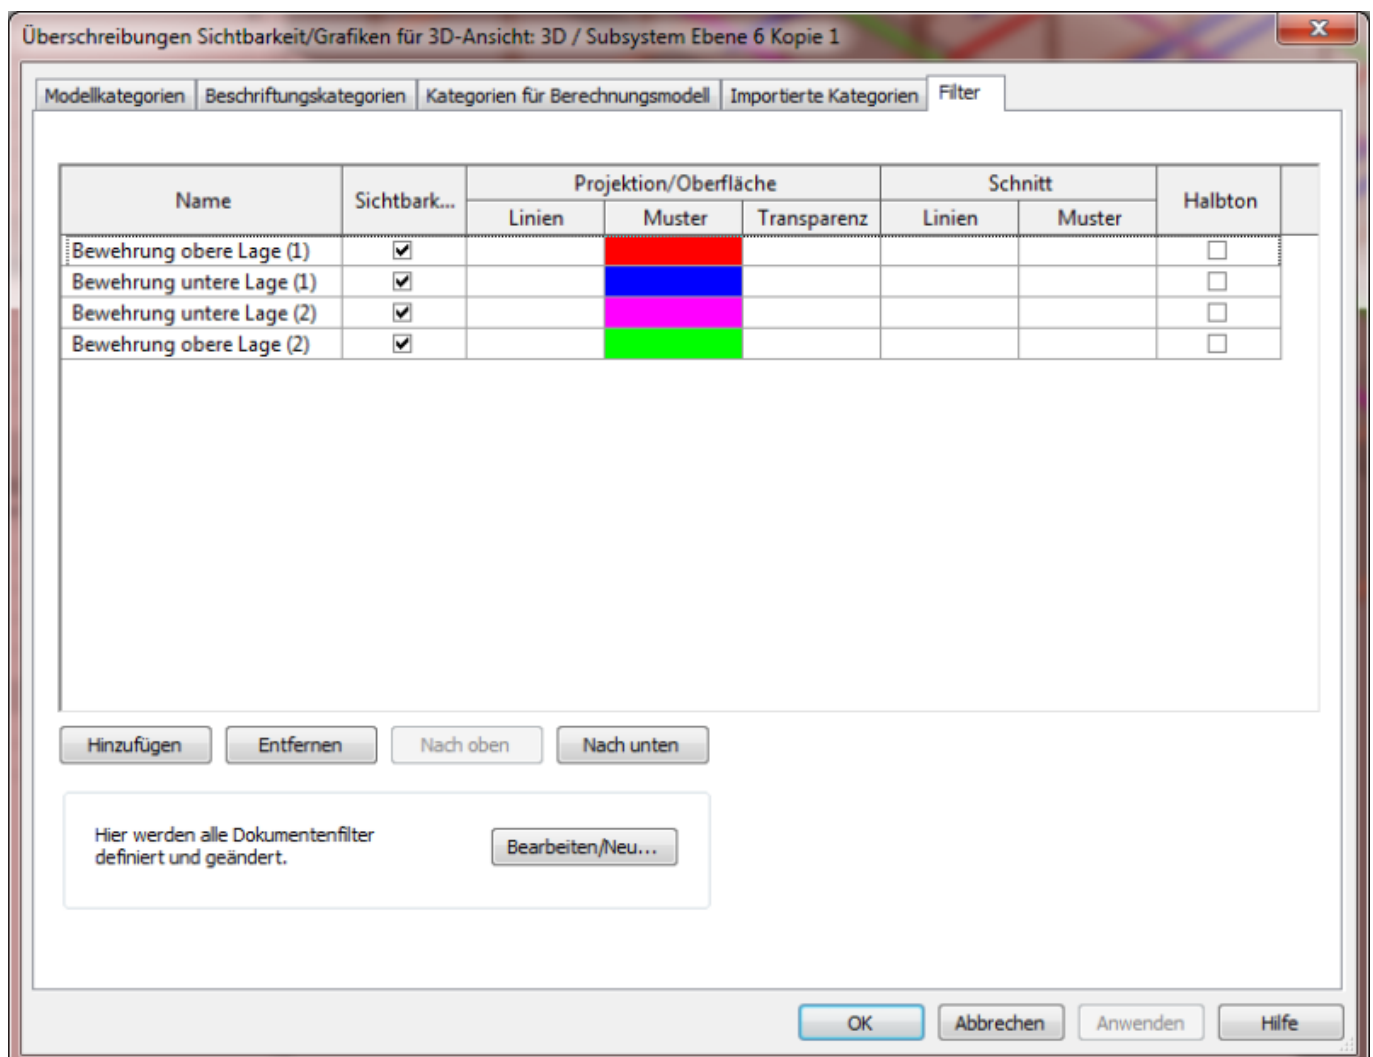 Überschreibungen Sichtbarkeit/Grafiken für 3D-Ansicht: 3D / Subsystem Ebene 6 Kopie 1
Modellkategorien Beschriftungskategorien Kategorien für Berechnungsmodell Importierte Kategorien Filter
Name Sichtbark... Projektion/Oberfläche Schnitt Halbton
Linien Muster Transparenz Linien Muster
Bewehrung obere Lage (1)
Bewehrung untere Lage (1)
Bewehrung untere Lage (2)
Bewehrung obere Lage (2)
Hinzufügen Entfernen Nach oben Nach unten
Hier werden alle Dokumentenfilter
definiert und geändert.
Bearbeiten/Neu...
OK Abbrechen Anwenden Hilfe